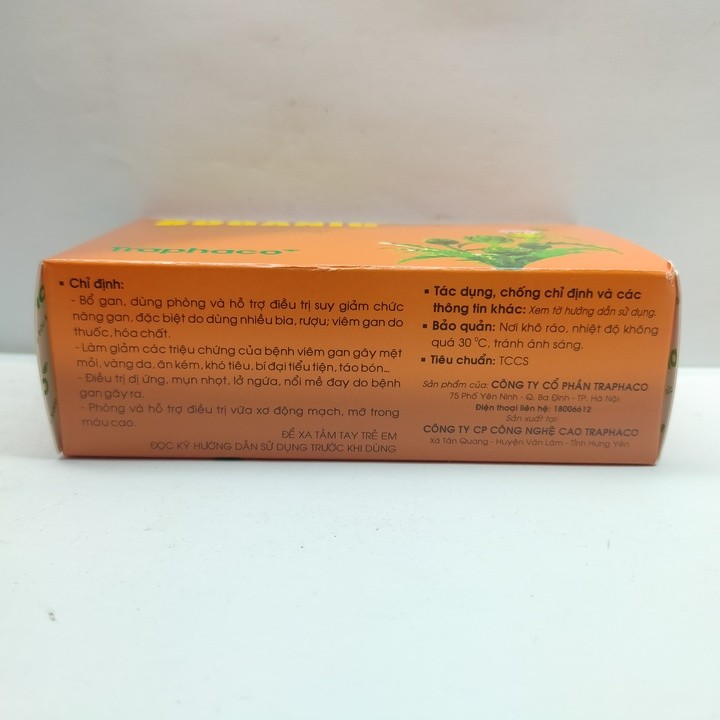 BOGANIC
Traphaco
▪ Chỉ định:
- Bổ gan, dùng phòng và hỗ trợ điều trị suy giảm chức
năng gan, đặc biệt do dùng nhiều bia, rượu; viêm gan do
thuốc, hóa chất.
- Làm giảm các triệu chứng của bệnh viêm gan gây mệt
mỏi, vàng da, ăn kém, khó tiêu, bí đại tiểu tiện, táo bón...
- Điều trị dị ứng, mụn nhọt, lở ngứa, nổi mề đay do bệnh
gan gây ra.
- Phòng và hỗ trợ điều trị vữa xơ động mạch, mỡ trong
máu cao.
ĐỂ XA TẦM TAY TRẺ EM
ĐỌC KỸ HƯỚNG DẪN SỬ DỤNG TRƯỚC KHI DÙNG
▪ Tác dụng, chống chỉ định và các
thông tin khác: Xem tờ hướng dẫn sử dụng.
▪ Bảo quản: Nơi khô ráo, nhiệt độ không
quá 30 °C, tránh ánh sáng.
▪ Tiêu chuẩn: TCCS
Sản phẩm của: CÔNG TY CỔ PHẦN TRAPHACO
75 Phố Yên Ninh - Q. Ba Đình - TP. Hà Nội
Điện thoại liên hệ: 18006612
Sản xuất tại:
CÔNG TY CP CÔNG NGHỆ CAO TRAPHACO
Xã Tân Quang - Huyện Văn Lâm - Tỉnh Hưng Yên